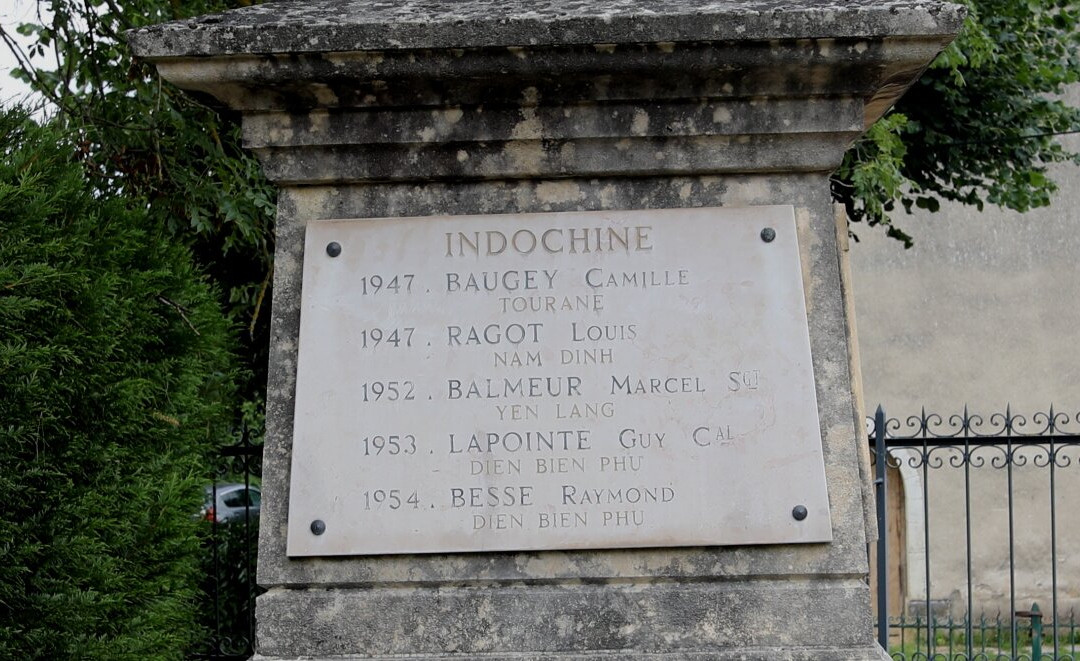 INDOCHINE
1947 . BAUGEY CAMILLE
TOURANE
1947 . RAGOT LOUIS
NAM DINH
1952 . BALMEUR MARCEL SGT
YEN LANG
1953 . LAPOINTE GUY CAL
DIEN BIEN PHU
1954 . BESSE RAYMOND
DIEN BIEN PHU